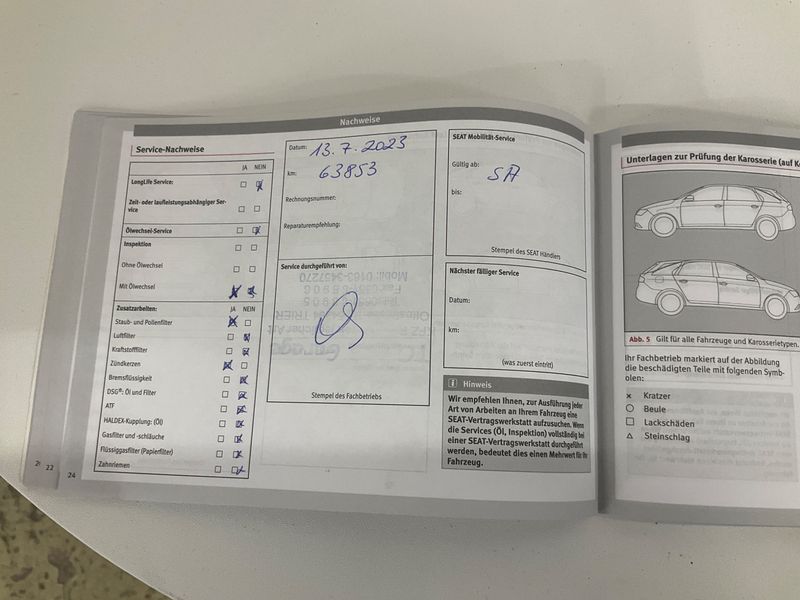 Nachweise
Service-Nachweise
JA NEIN
LongLife Service:
Zeit- oder laufleistungsabhängiger Ser-
vice
Ölwechsel-Service
Inspektion
Ohne Ölwechsel
Mit Ölwechsel
Zusatzarbeiten: JA NEIN
Staub- und Pollenfilter
Luftfilter
Kraftstofffilter
Zündkerzen
Bremsflüssigkeit
DSG®: Öl und Filter
ATF
HALDEX-Kupplung: (Öl)
Gasfilter und -schläuche
Flüssiggasfilter (Papierfilter)
Zahnriemen
22
24
Datum: 13.7.2023
km: 63853
Rechnungsnummer:
Reparaturempfehlung:
Service durchgeführt von:
Stempel des Fachbetriebs
SEAT Mobilität-Service
Gültig ab: SA
bis:
Stempel des SEAT Händlers
Nächster fälliger Service
Datum:
km:
(was zuerst eintritt)
i Hinweis
Wir empfehlen Ihnen, zur Ausführung jeder
Art von Arbeiten an Ihrem Fahrzeug eine
SEAT-Vertragswerkstatt aufzusuchen. Wenn
die Services (Öl, Inspektion) vollständig bei
einer SEAT-Vertragswerkstatt durchgeführt
werden, bedeutet dies einen Mehrwert für Ihr
Fahrzeug.
Unterlagen zur Prüfung der Karosserie (auf
Abb. 5 Gilt für alle Fahrzeuge und Karosserietypen.
Ihr Fachbetrieb markiert auf der Abbildung
die beschädigten Teile mit folgenden Symb-
olen:
× Kratzer
○ Beule
□ Lackschäden
△ Steinschlag